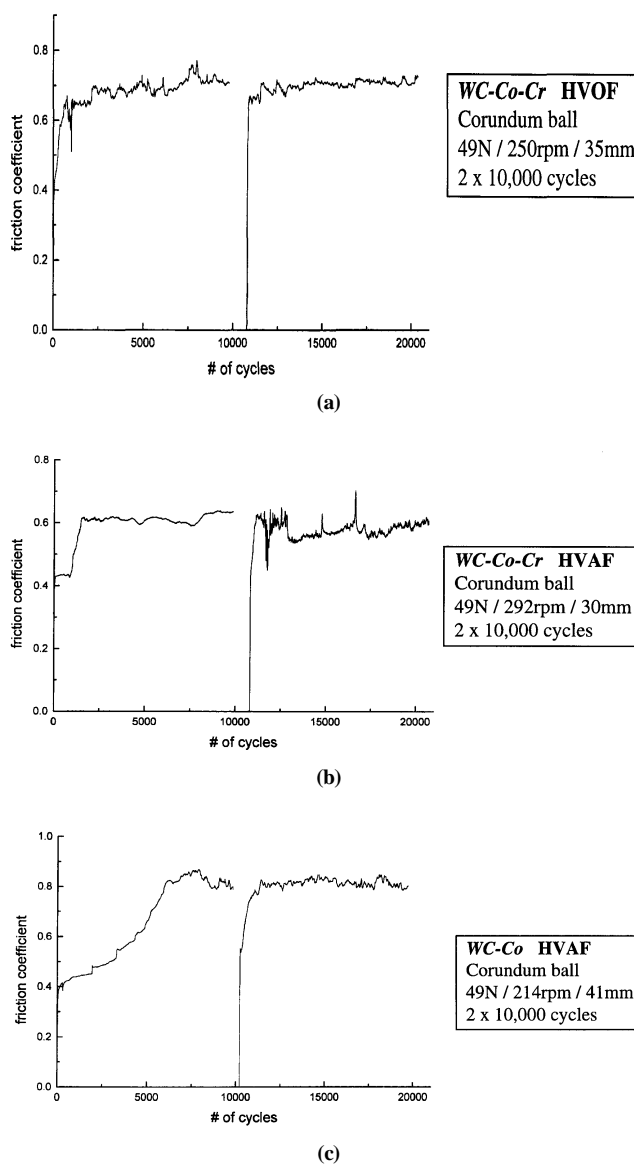 0.8
0.6
0.4
0.2
0.0
friction coefficient
0
5000
10000
15000
20000
# of cycles
WC-Co-Cr HVOF
Corundum ball
49N / 250rpm / 35mm
2 x 10,000 cycles
(a)
0.8
0.6
0.4
0.2
0.0
friction coefficient
0
5000
10000
15000
20000
# of cycles
WC-Co-Cr HVAF
Corundum ball
49N / 292rpm / 30mm
2 x 10,000 cycles
(b)
1.0
0.8
0.6
0.4
0.2
0.0
friction coefficient
0
5000
10000
15000
20000
# of cycles
WC-Co HVAF
Corundum ball
49N / 214rpm / 41mm
2 x 10,000 cycles
(c)